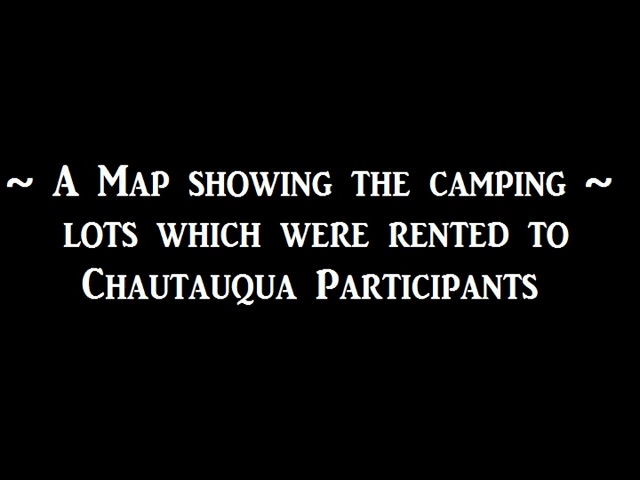 ~ A Map showing the camping ~
lots which were rented to
Chautauqua Participants